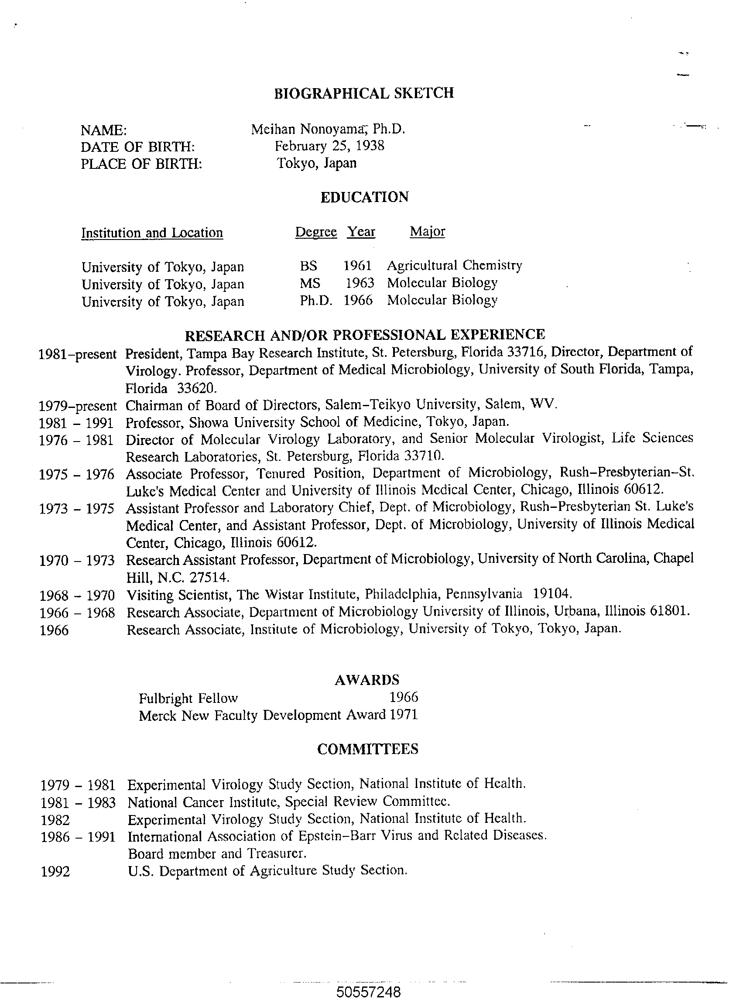 BIOGRAPHICAL SKETCH
NAME: Meihan Nonoyama, Ph.D.
DATE OF BIRTH: February 25, 1938
PLACE OF BIRTH: Tokyo, Japan
EDUCATION
Institution and Location Degree Year Major
University of Tokyo, Japan BS 1961 Agricultural Chemistry
University of Tokyo, Japan MS 1963 Molecular Biology
University of Tokyo, Japan Ph.D. 1966 Molecular Biology
RESEARCH AND/OR PROFESSIONAL EXPERIENCE
1981-present President, Tampa Bay Research Institute, St. Petersburg, Florida 33716, Director, Department of
Virology. Professor, Department of Medical Microbiology, University of South Florida, Tampa,
Florida 33620.
1979-present Chairman of Board of Directors, Salem-Teikyo University, Salem, WV.
1981 - 1991 Professor, Showa University School of Medicine, Tokyo, Japan.
1976 - 1981 Director of Molecular Virology Laboratory, and Senior Molecular Virologist, Life Sciences
Research Laboratories, St. Petersburg, Florida 33710.
1975 - 1976 Associate Professor, Tenured Position, Department of Microbiology, Rush-Presbyterian-St.
Luke's Medical Center and University of Illinois Medical Center, Chicago, Illinois 60612.
1973 - 1975 Assistant Professor and Laboratory Chief, Dept. of Microbiology, Rush-Presbyterian St. Luke's
Medical Center, and Assistant Professor, Dept. of Microbiology, University of Illinois Medical
Center, Chicago, Illinois 60612.
1970 - 1973 Research Assistant Professor, Department of Microbiology, University of North Carolina, Chapel
Hill, N.C. 27514.
1968 - 1970 Visiting Scientist, The Wistar Institute, Philadelphia, Pennsylvania 19104.
1966 - 1968 Research Associate, Department of Microbiology University of Illinois, Urbana, Illinois 61801.
1966 Research Associate, Institute of Microbiology, University of Tokyo, Tokyo, Japan.
AWARDS
Fulbright Fellow 1966
Merck New Faculty Development Award 1971
COMMITTEES
1979 - 1981 Experimental Virology Study Section, National Institute of Health.
1981 - 1983 National Cancer Institute, Special Review Committee.
1982 Experimental Virology Study Section, National Institute of Health.
1986 - 1991 International Association of Epstein-Barr Virus and Related Diseases.
Board member and Treasurer.
1992 U.S. Department of Agriculture Study Section.
50557248